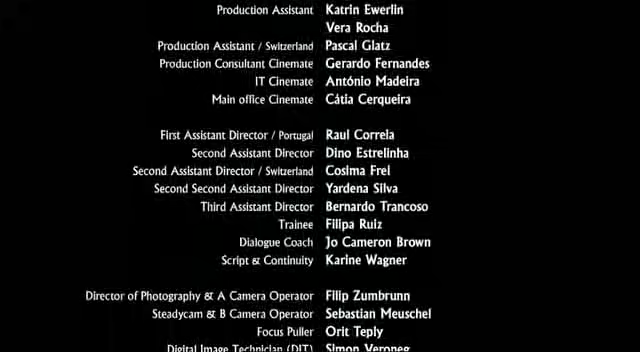 Production Assistant Katrin Ewerlin
Vera Rocha
Production Assistant / Switzerland Pascal Glatz
Production Consultant Cinemate Gerardo Fernandes
IT Cinemate António Madeira
Main office Cinemate Cátia Cerqueira
First Assistant Director / Portugal Raul Correia
Second Assistant Director Dino Estrelinha
Second Assistant Director / Switzerland Cosima Frei
Second Second Assistant Director Yardena Silva
Third Assistant Director Bernardo Trancoso
Trainee Filipa Ruiz
Dialogue Coach Jo Cameron Brown
Script & Continuity Karine Wagner
Director of Photography & A Camera Operator Filip Zumbrunn
Steadycam & B Camera Operator Sebastian Meuschel
Focus Puller Orit Teply
Digital Image Technician (DIT) Simon